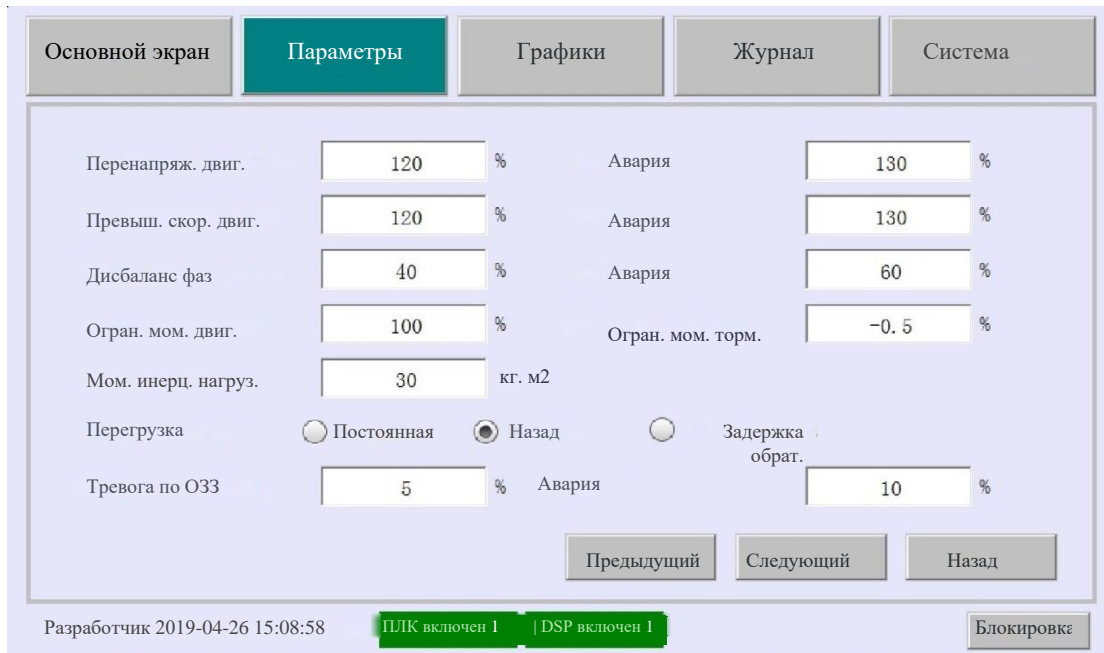 Основной экран Параметры Графики Журнал Система
Перенапряж. двиг. 120 % Авария 130 %
Превыш. скор. двиг. 120 % Авария 130 %
Дисбаланс фаз 40 % Авария 60 %
Огран. мом. двиг. 100 % Огран. мом. торм. -0.5 %
Мом. инерц. нагруз. 30 кг. м2
Перегрузка Постоянная Назад Задержка
обрат.
Тревога по ОЗЗ 5 % Авария 10 %
Предыдущий Следующий Назад
Разработчик 2019-04-26 15:08:58 ПЛК включен 1 | DSP включен 1 Блокировка